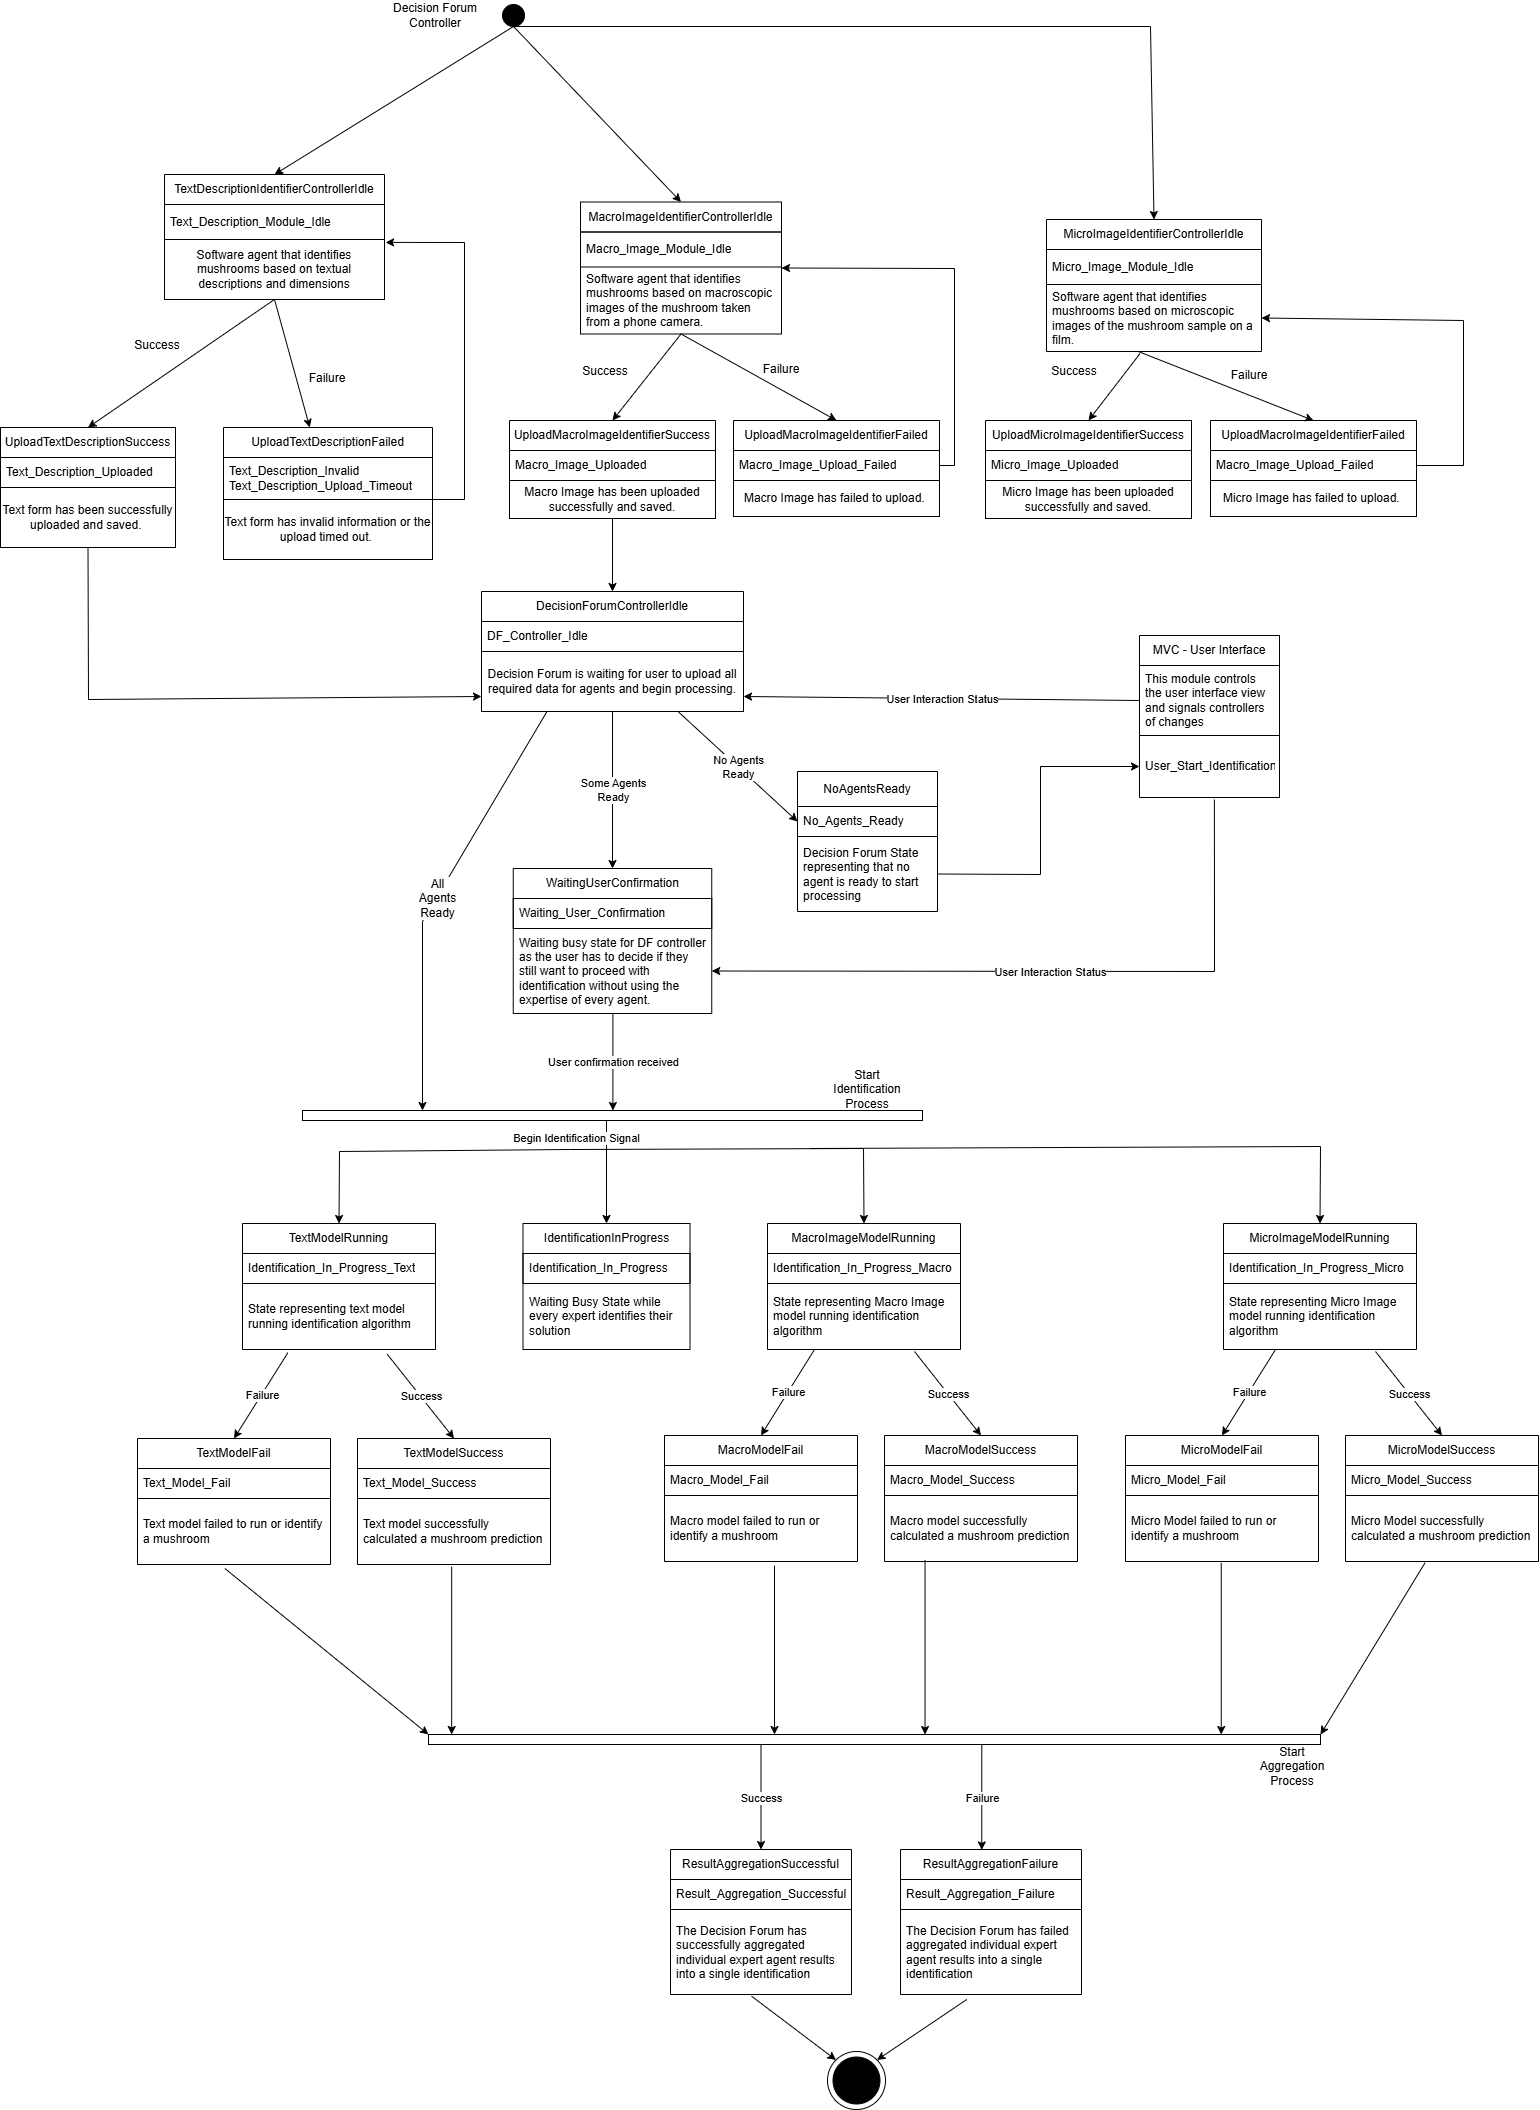 Decision Forum
Controller
TextDescriptionIdentifierControllerIdle
Text_Description_Module_Idle
Software agent that identifies
mushrooms based on textual
descriptions and dimensions
MacroImageIdentifierControllerIdle
Macro_Image_Module_Idle
Software agent that identifies
mushrooms based on macroscopic
images of the mushroom taken
from a phone camera.
MicroImageIdentifierControllerIdle
Micro_Image_Module_Idle
Software agent that identifies
mushrooms based on microscopic
images of the mushroom sample on a
film.
Success
Failure
Success
Failure
Success
Failure
UploadTextDescriptionSuccess
Text_Description_Uploaded
Text form has been successfully
uploaded and saved.
UploadTextDescriptionFailed
Text_Description_Invalid
Text_Description_Upload_Timeout
Text form has invalid information or the
upload timed out.
UploadMacroImageIdentifierSuccess
Macro_Image_Uploaded
Macro Image has been uploaded
successfully and saved.
UploadMacroImageIdentifierFailed
Macro_Image_Upload_Failed
Macro Image has failed to upload.
UploadMicroImageIdentifierSuccess
Micro_Image_Uploaded
Micro Image has been uploaded
successfully and saved.
UploadMacroImageIdentifierFailed
Macro_Image_Upload_Failed
Micro Image has failed to upload.
DecisionForumControllerIdle
DF_Controller_Idle
Decision Forum is waiting for user to upload all
required data for agents and begin processing.
MVC - User Interface
This module controls
the user interface view
and signals controllers
of changes
User_Start_Identification
User Interaction Status
No Agents
Ready
Some Agents
Ready
All
Agents
Ready
NoAgentsReady
No_Agents_Ready
Decision Forum State
representing that no
agent is ready to start
processing
WaitingUserConfirmation
Waiting_User_Confirmation
Waiting busy state for DF controller
as the user has to decide if they
still want to proceed with
identification without using the
expertise of every agent.
User Interaction Status
User confirmation received
Start
Identification
Process
Begin Identification Signal
TextModelRunning
Identification_In_Progress_Text
State representing text model
running identification algorithm
IdentificationInProgress
Identification_In_Progress
Waiting Busy State while
every expert identifies their
solution
MacroImageModelRunning
Identification_In_Progress_Macro
State representing Macro Image
model running identification
algorithm
MicroImageModelRunning
Identification_In_Progress_Micro
State representing Micro Image
model running identification
algorithm
Failure
Success
Failure
Success
Failure
Success
TextModelFail
Text_Model_Fail
Text model failed to run or identify
a mushroom
TextModelSuccess
Text_Model_Success
Text model successfully
calculated a mushroom prediction
MacroModelFail
Macro_Model_Fail
Macro model failed to run or
identify a mushroom
MacroModelSuccess
Macro_Model_Success
Macro model successfully
calculated a mushroom prediction
MicroModelFail
Micro_Model_Fail
Micro Model failed to run or
identify a mushroom
MicroModelSuccess
Micro_Model_Success
Micro Model successfully
calculated a mushroom prediction
Start
Aggregation
Process
Success
Failure
ResultAggregationSuccessful
Result_Aggregation_Successful
The Decision Forum has
successfully aggregated
individual expert agent results
into a single identification
ResultAggregationFailure
Result_Aggregation_Failure
The Decision Forum has failed
aggregated individual expert
agent results into a single
identification